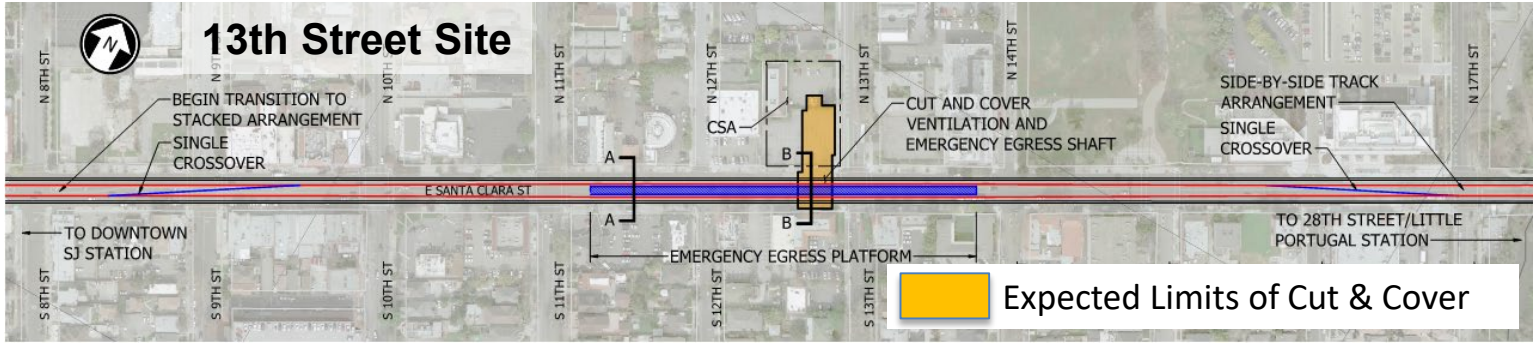 13th Street Site
N
N 8TH ST
N 9TH ST
N 10TH ST
N 11TH ST
N 12TH ST
N 13TH ST
N 14TH ST
N 17TH ST
BEGIN TRANSITION TO
STACKED ARRANGEMENT
SINGLE
CROSSOVER
CSA
CUT AND COVER
VENTILATION AND
EMERGENCY EGRESS SHAFT
SIDE-BY-SIDE TRACK
ARRANGEMENT
SINGLE
CROSSOVER
A
B
E SANTA CLARA ST
A
B
TO DOWNTOWN
SJ STATION
EMERGENCY EGRESS PLATFORM
TO 28TH STREET/LITTLE
PORTUGAL STATION
S 8TH ST
S 9TH ST
S 10TH ST
S 11TH ST
S 12TH ST
S 13TH ST
Expected Limits of Cut & Cover